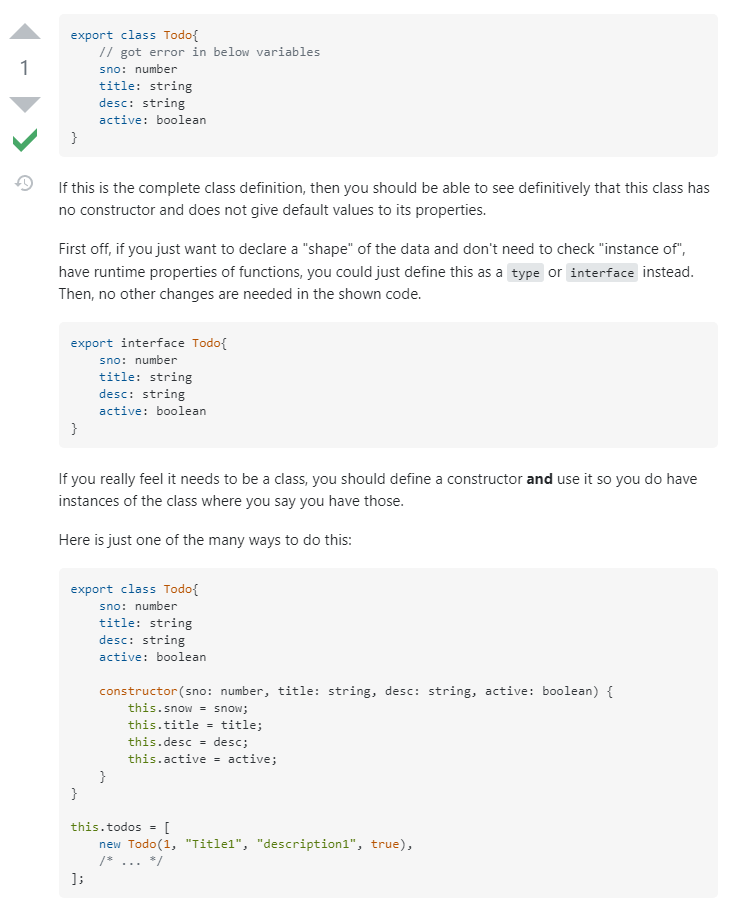 export class Todo{
    // got error in below variables
    sno: number
    title: string
    desc: string
    active: boolean
}
1
If this is the complete class definition, then you should be able to see definitively that this class has
no constructor and does not give default values to its properties.
First off, if you just want to declare a "shape" of the data and don't need to check "instance of",
have runtime properties of functions, you could just define this as a type or interface instead.
Then, no other changes are needed in the shown code.
export interface Todo{
    sno: number
    title: string
    desc: string
    active: boolean
}
If you really feel it needs to be a class, you should define a constructor and use it so you do have
instances of the class where you say you have those.
Here is just one of the many ways to do this:
export class Todo{
    sno: number
    title: string
    desc: string
    active: boolean
    constructor(sno: number, title: string, desc: string, active: boolean) {
        this.snow = snow;
        this.title = title;
        this.desc = desc;
        this.active = active;
    }
}
this.todos = [
    new Todo(1, "Title1", "description1", true),
    /* ... */
];